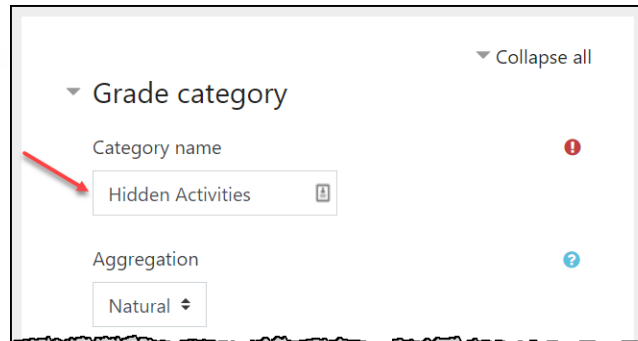 Collapse all
Grade category
Category name
Hidden Activities
Aggregation
Natural